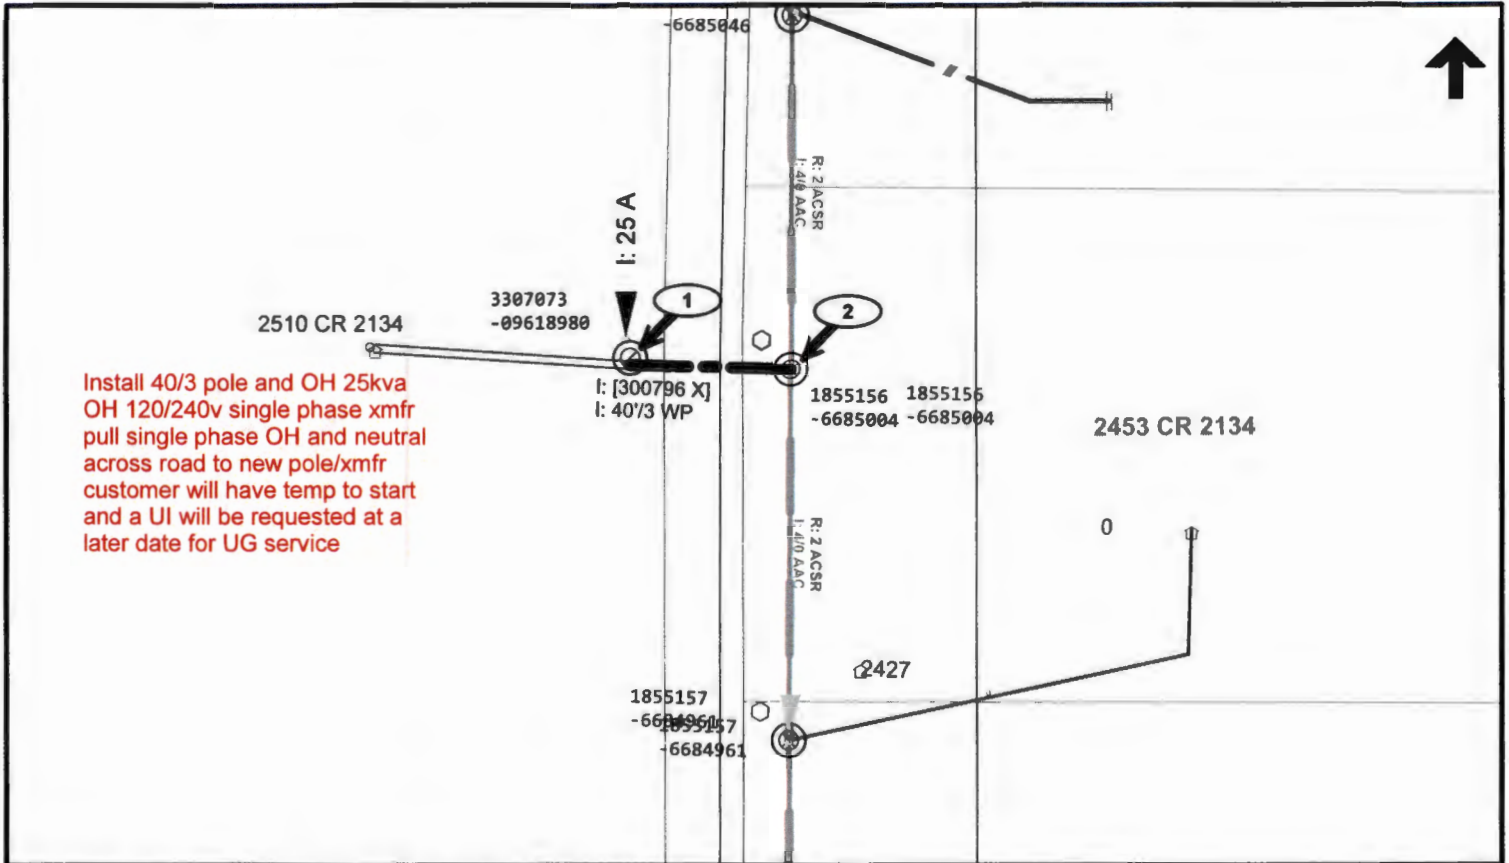 -6685046
R: 2 ACSR
I: 4/0 AAC
I: 25 A
1
3307073
-09618980
2510 CR 2134
2
Install 40/3 pole and OH 25kva
OH 120/240v single phase xmfr
pull single phase OH and neutral
across road to new pole/xmfr
customer will have temp to start
and a UI will be requested at a
later date for UG service
I: [300796 X]
I: 40'/3 WP
1855156
-6685004
1855156
-6685004
2453 CR 2134
R: 2 ACSR
I: 4/0 AAC
0
2427
1855157
-6684961
1855157
-6684961